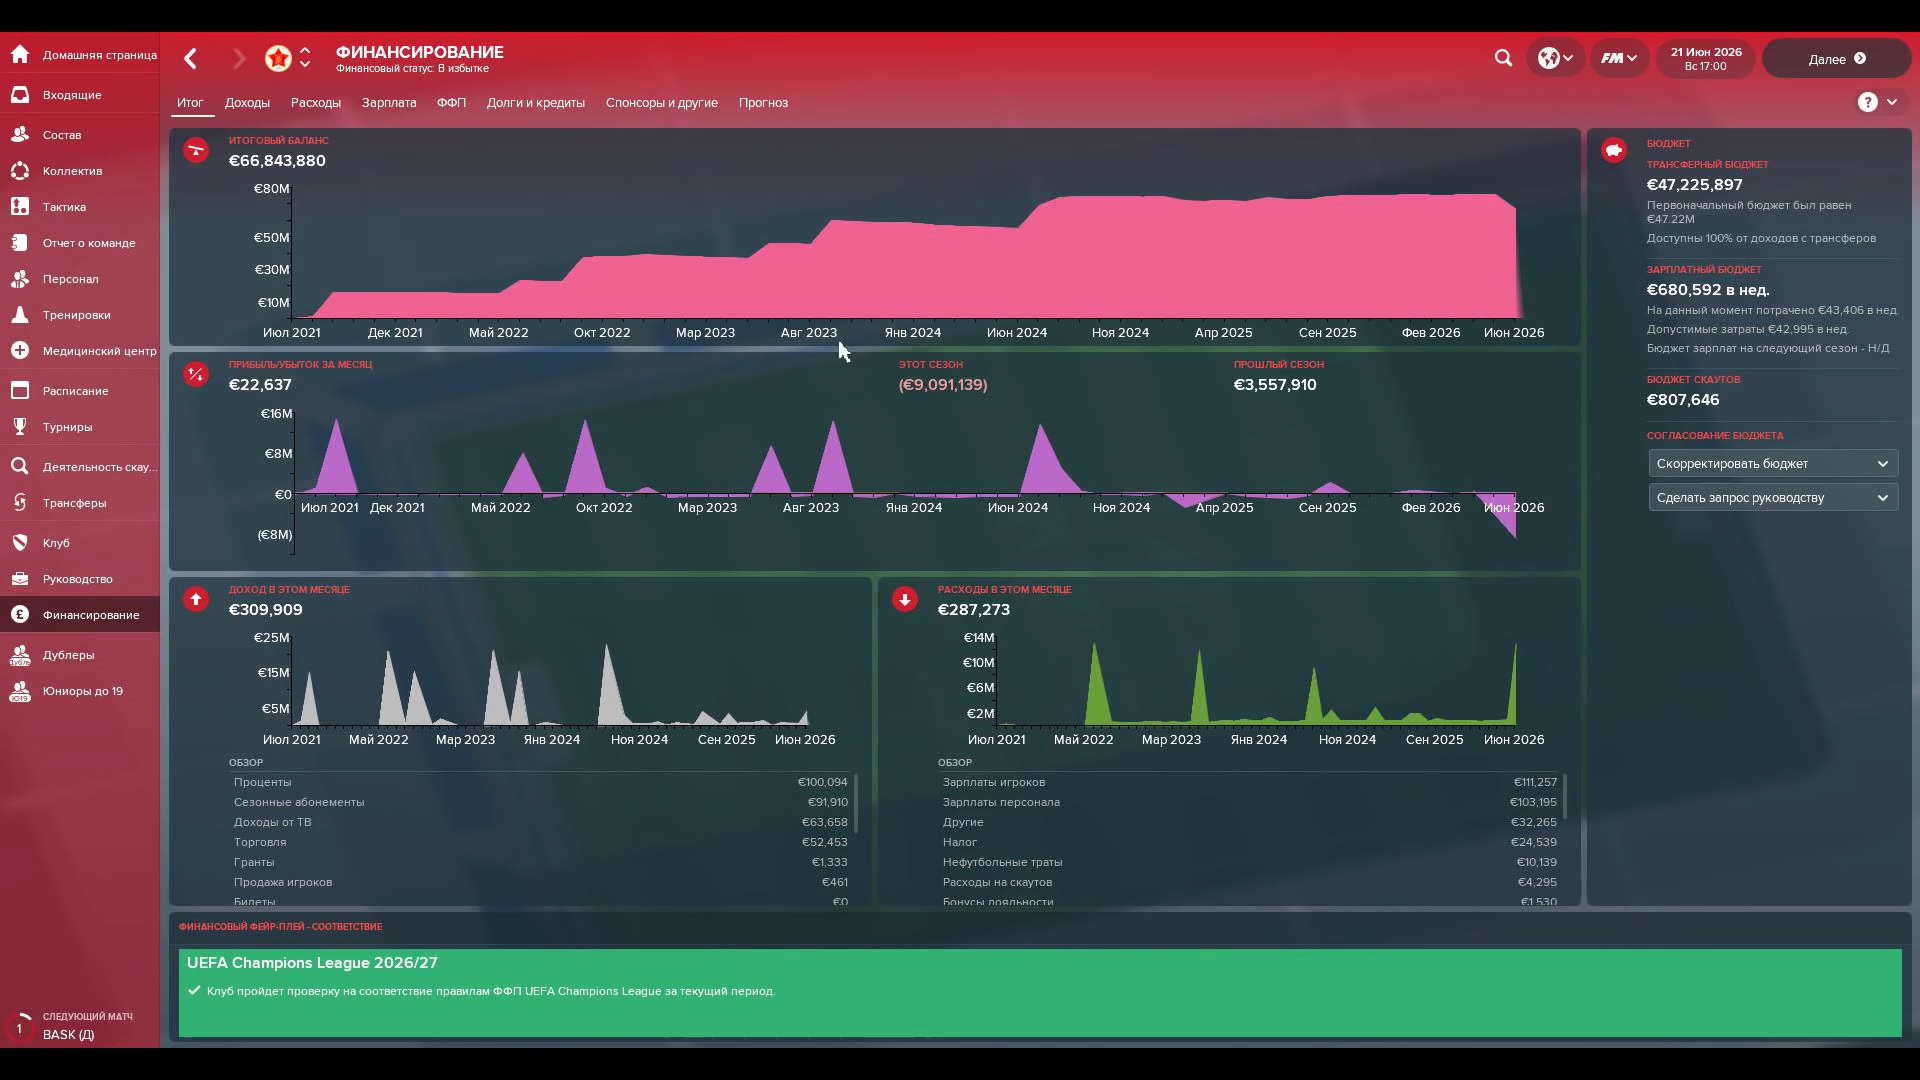 Домашняя страница
Входящие
Состав
Коллектив
Тактика
Отчет о команде
Персонал
Тренировки
Медицинский центр
Расписание
Турниры
Деятельность скау...
Трансферы
Клуб
Руководство
Финансирование
Дублеры
Юниоры до 19
СЛЕДУЮЩИЙ МАТЧ
1
BASK (Д)
ФИНАНСИРОВАНИЕ
Финансовый статус: В избытке
FM
21 Июн 2026
Вс 17:00
Далее
Итог Доходы Расходы Зарплата ФФП Долги и кредиты Спонсоры и другие Прогноз
?
ИТОГОВЫЙ БАЛАНС
€66,843,880
€80M
€50M
€30M
€10M
Июл 2021 Дек 2021 Май 2022 Окт 2022 Мар 2023 Авг 2023 Янв 2024 Июн 2024 Ноя 2024 Апр 2025 Сен 2025 Фев 2026 Июн 2026
ПРИБЫЛЬ/УБЫТОК ЗА МЕСЯЦ
€22,637
ЭТОТ СЕЗОН
(€9,091,139)
ПРОШЛЫЙ СЕЗОН
€3,557,910
€16M
€8M
€0
(€8M)
Июл 2021 Дек 2021 Май 2022 Окт 2022 Мар 2023 Авг 2023 Янв 2024 Июн 2024 Ноя 2024 Апр 2025 Сен 2025 Фев 2026 Июн 2026
ДОХОД В ЭТОМ МЕСЯЦЕ
€309,909
€25M
€15M
€5M
Июл 2021 Май 2022 Мар 2023 Янв 2024 Ноя 2024 Сен 2025 Июн 2026
ОБЗОР
Проценты €100,094
Сезонные абонементы €91,910
Доходы от ТВ €63,658
Торговля €52,453
Гранты €1,333
Продажа игроков €461
Билеты €0
РАСХОДЫ В ЭТОМ МЕСЯЦЕ
€287,273
€14M
€10M
€6M
€2M
Июл 2021 Май 2022 Мар 2023 Янв 2024 Ноя 2024 Сен 2025 Июн 2026
ОБЗОР
Зарплаты игроков €111,257
Зарплаты персонала €103,195
Другие €32,265
Налог €24,539
Нефутбольные траты €10,139
Расходы на скаутов €4,295
Бонусы лояльности €1,530
БЮДЖЕТ
ТРАНСФЕРНЫЙ БЮДЖЕТ
€47,225,897
Первоначальный бюджет был равен
€47.22M
Доступны 100% от доходов с трансферов
ЗАРПЛАТНЫЙ БЮДЖЕТ
€680,592 в нед.
На данный момент потрачено €43,406 в нед.
Допустимые затраты €42,995 в нед.
Бюджет зарплат на следующий сезон - Н/Д
БЮДЖЕТ СКАУТОВ
€807,646
СОГЛАСОВАНИЕ БЮДЖЕТА
Скорректировать бюджет
Сделать запрос руководству
ФИНАНСОВЫЙ ФЕЙР-ПЛЕЙ - СООТВЕТСТВИЕ
UEFA Champions League 2026/27
Клуб пройдет проверку на соответствие правилам ФФП UEFA Champions League за текущий период.